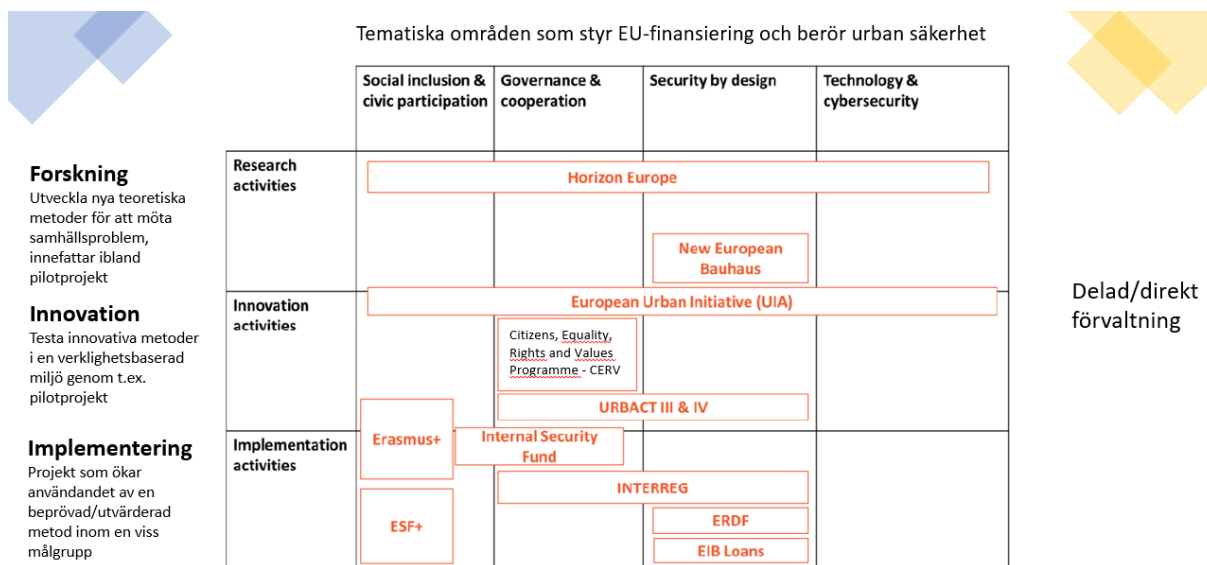 Tematiska områden som styr EU-finansiering och berör urban säkerhet
Social inclusion &
civic participation
Governance &
cooperation
Security by design
Technology &
cybersecurity
Forskning
Utveckla nya teoretiska
metoder för att möta
samhällsproblem,
innefattar ibland
pilotprojekt
Research
activities
Horizon Europe
New European
Bauhaus
Innovation
Testa innovativa metoder
i en verklighetsbaserad
miljö genom t.ex.
pilotprojekt
Innovation
activities
European Urban Initiative (UIA)
Citizens, Equality,
Rights and Values
Programme - CERV
URBACT III & IV
Implementering
Projekt som ökar
användandet av en
beprövad/utvärderad
metod inom en viss
målgrupp
Implementation
activities
Erasmus+
Internal Security
Fund
INTERREG
ESF+
ERDF
EIB Loans
Delad/direkt
förvaltning